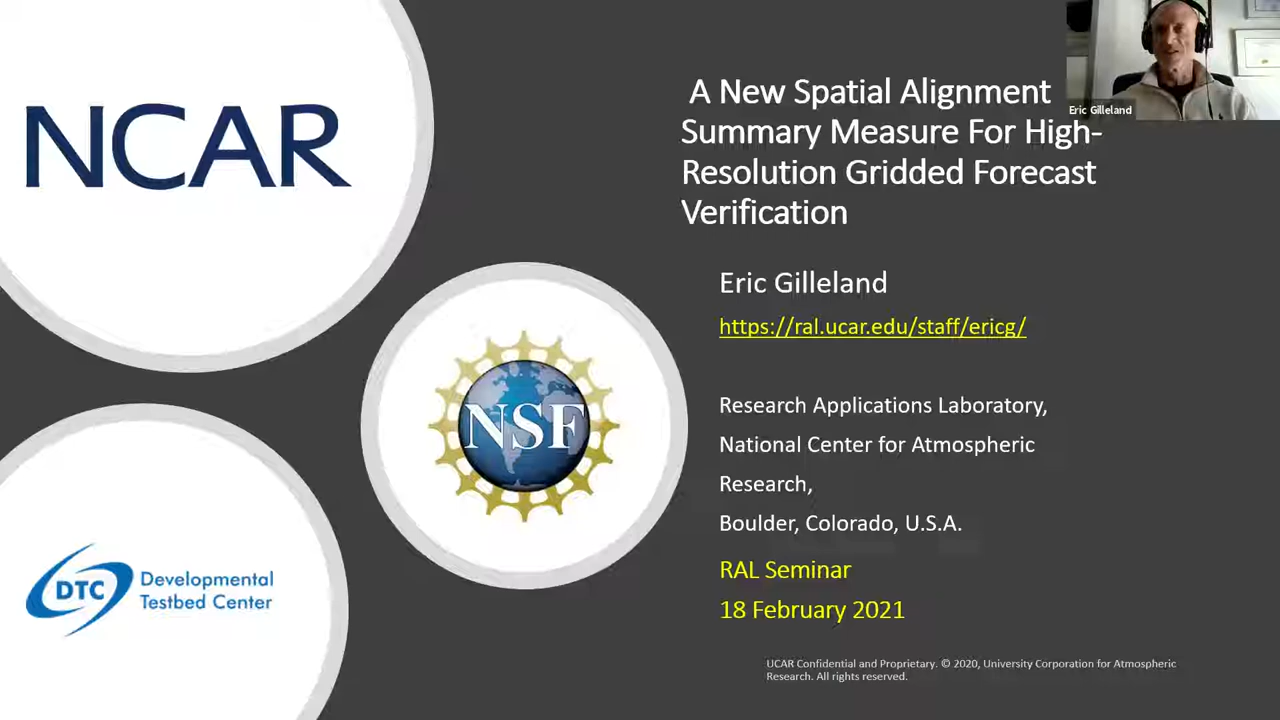 NCAR
Eric Gilleland
A New Spatial Alignment
Summary Measure For High-
Resolution Gridded Forecast
Verification
Eric Gilleland
https://ral.ucar.edu/staff/ericg/
NSF
Research Applications Laboratory,
National Center for Atmospheric
Research,
Boulder, Colorado, U.S.A.
RAL Seminar
18 February 2021
DTC
Developmental
Testbed Center
UCAR Confidential and Proprietary. © 2020, University Corporation for Atmospheric
Research. All rights reserved.